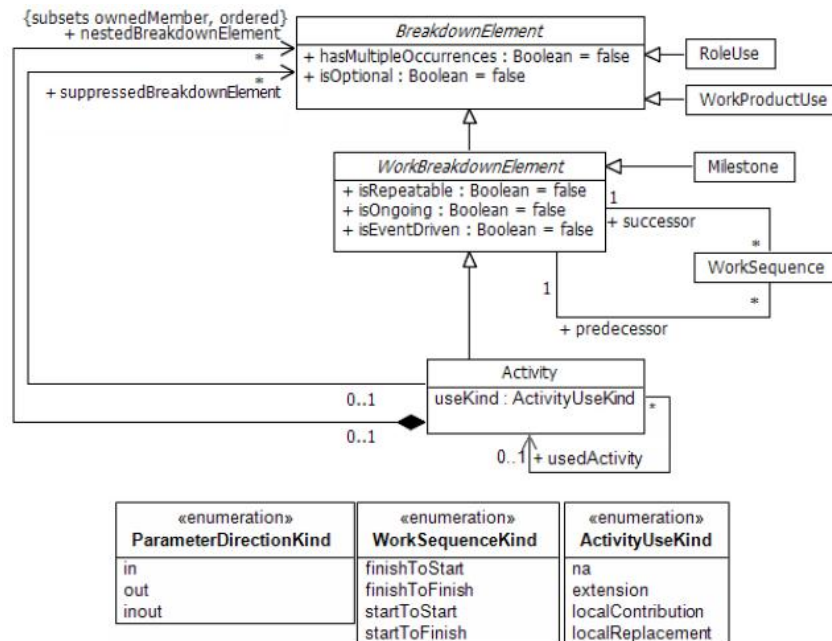 {subsets ownedMember, ordered}
+ nestedBreakdownElement
*
*
+ suppressedBreakdownElement
BreakdownElement
+ hasMultipleOccurrences : Boolean = false
+ isOptional : Boolean = false
RoleUse
WorkProductUse
WorkBreakdownElement
+ isRepeatable : Boolean = false
+ isOngoing : Boolean = false
+ isEventDriven : Boolean = false
Milestone
1
+ successor
*
WorkSequence
*
1
+ predecessor
Activity
useKind : ActivityUseKind
0..1
0..1
*
0..1
+ usedActivity
«enumeration»
ParameterDirectionKind
in
out
inout
«enumeration»
WorkSequenceKind
finishToStart
finishToFinish
startToStart
startToFinish
«enumeration»
ActivityUseKind
na
extension
localContribution
localReplacement